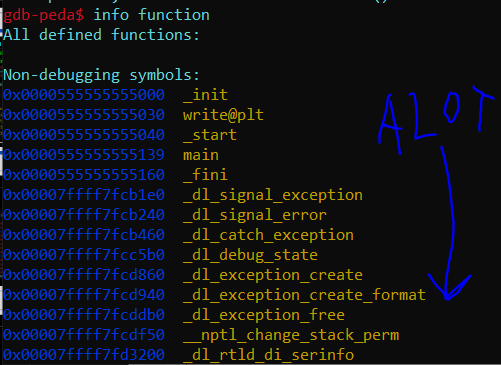 gdb-peda$ info function
All defined functions:
Non-debugging symbols:
0x0000555555555000 _init
0x0000555555555030 write@plt
0x0000555555555040 _start
0x0000555555555139 main
0x0000555555555160 _fini
0x00007ffff7fcb1e0 _dl_signal_exception
0x00007ffff7fcb240 _dl_signal_error
0x00007ffff7fcb460 _dl_catch_exception
0x00007ffff7fcc5b0 _dl_debug_state
0x00007ffff7fcd860 _dl_exception_create
0x00007ffff7fcd940 _dl_exception_create_format
0x00007ffff7fcddb0 _dl_exception_free
0x00007ffff7fcdf50 __nptl_change_stack_perm
0x00007ffff7fd3200 _dl_rtld_di_serinfo
ALOT